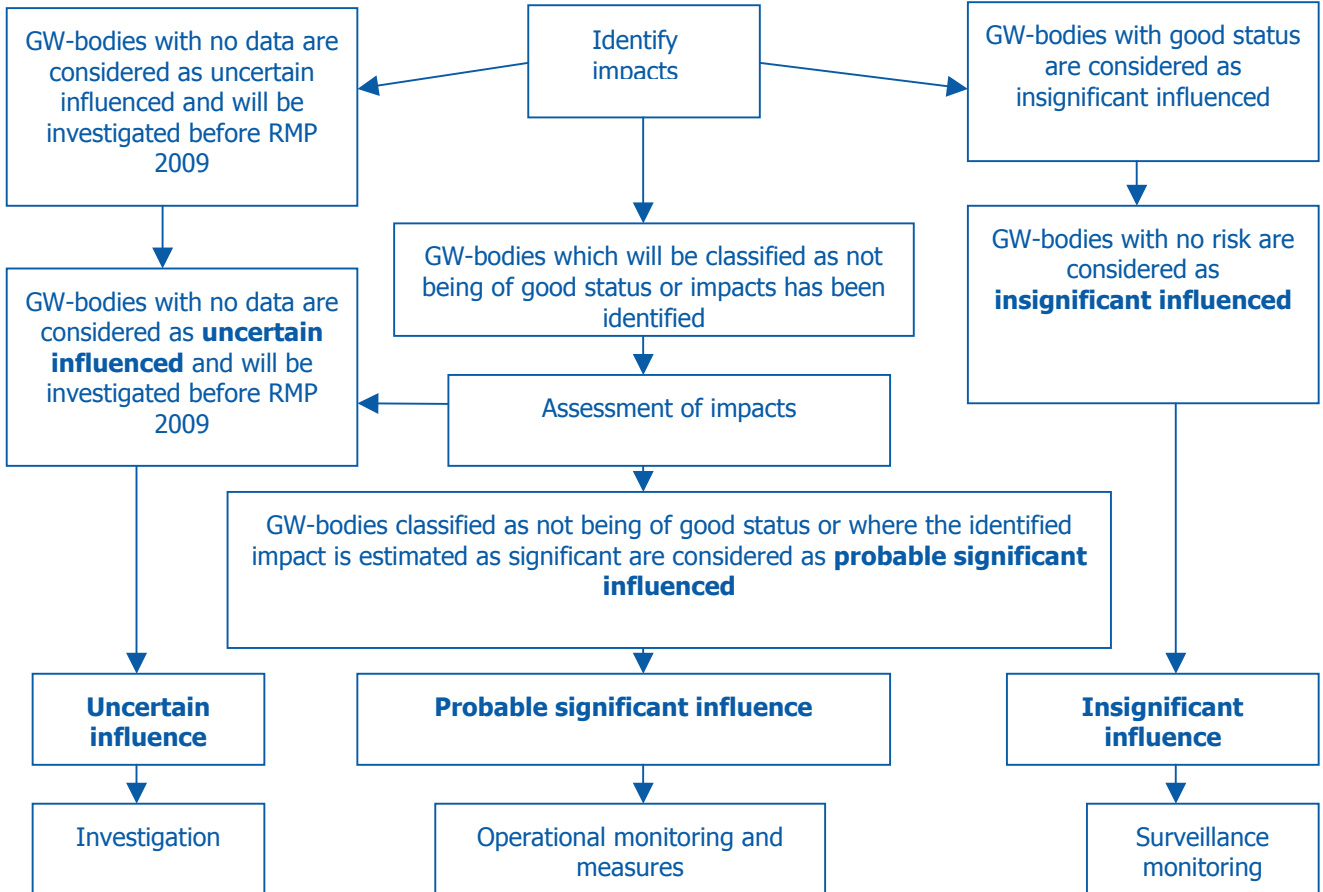 GW-bodies with no data are
considered as uncertain
influenced and will be
investigated before RMP
2009
Identify
impacts
GW-bodies with good status
are considered as
insignificant influenced
GW-bodies which will be classified as not
being of good status or impacts has been
identified
GW-bodies with no risk are
considered as
insignificant influenced
GW-bodies with no data are
considered as uncertain
influenced and will be
investigated before RMP
2009
Assessment of impacts
GW-bodies classified as not being of good status or where the identified
impact is estimated as significant are considered as probable significant
influenced
Uncertain
influence
Probable significant influence
Insignificant
influence
Investigation
Operational monitoring and
measures
Surveillance
monitoring